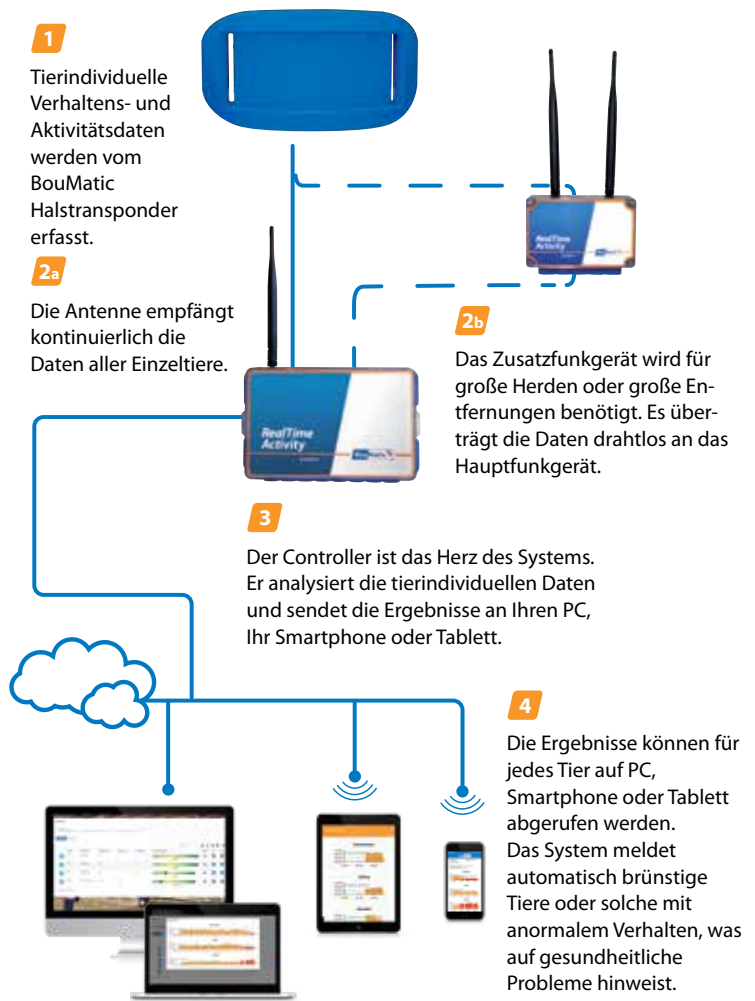 1
Tierindividuelle
Verhaltens- und
Aktivitätsdaten
werden vom
BouMatic
Halstransponder
erfasst.
2a
Die Antenne empfängt
kontinuierlich die
Daten aller Einzeltiere.
RealTime
Activity
2b
Das Zusatzfunkgerät wird für
große Herden oder große En-
tfernungen benötigt. Es über-
trägt die Daten drahtlos an das
Hauptfunkgerät.
RealTime
Activity
BouMatic
3
Der Controller ist das Herz des Systems.
Er analysiert die tierindividuellen Daten
und sendet die Ergebnisse an Ihren PC,
Ihr Smartphone oder Tablett.
4
Die Ergebnisse können für
jedes Tier auf PC,
Smartphone oder Tablett
abgerufen werden.
Das System meldet
automatisch brünstige
Tiere oder solche mit
anormalem Verhalten, was
auf gesundheitliche
Probleme hinweist.